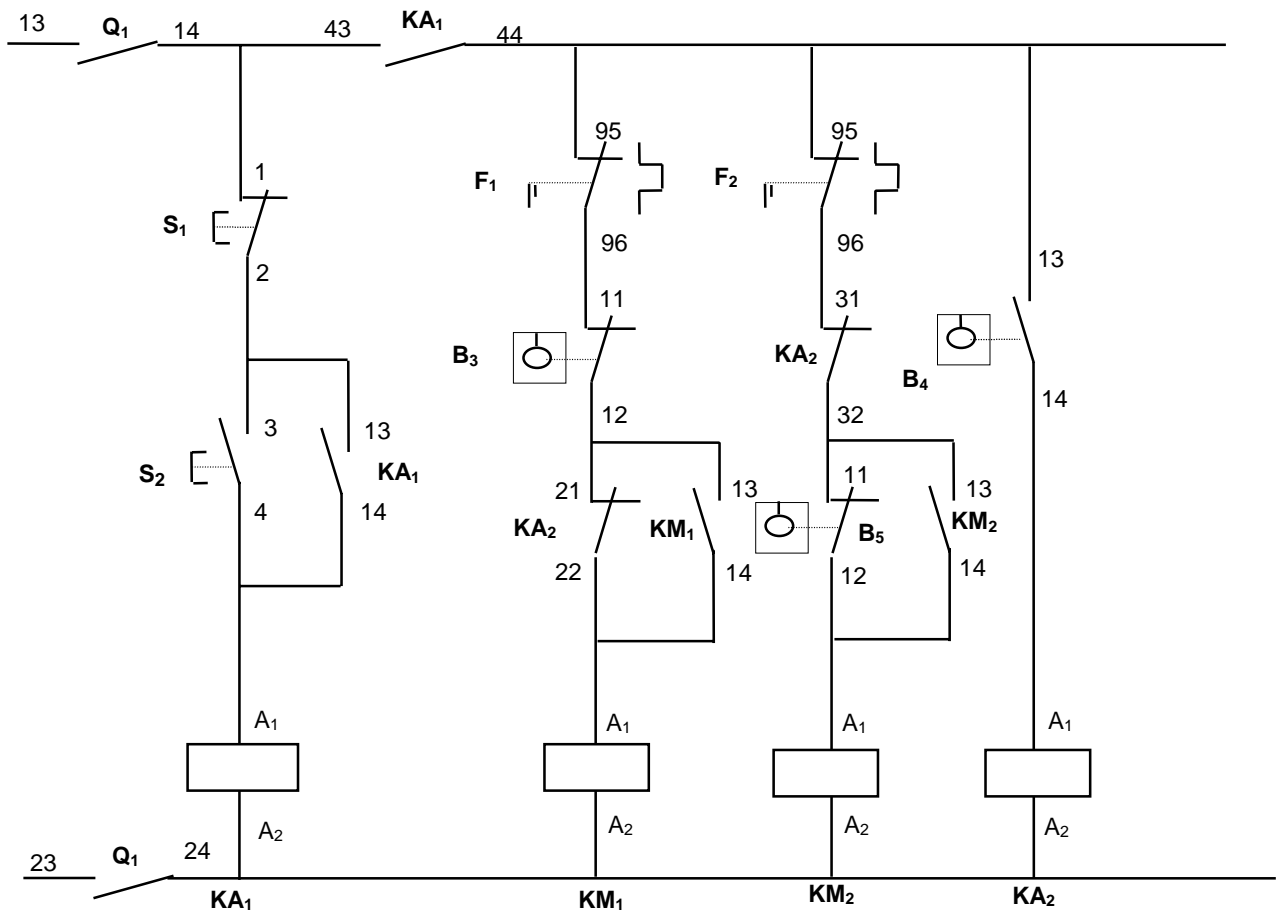 13 Q₁ 14 43 KA₁ 44
95 95
F₁ F₂
1
S₁
96 96
2
13
11 31
B₃ KA₂ B₄
14
12 32
3 13
S₂ KA₁
4 14
21 13 11 13
KA₂ KM₁ B₅ KM₂
22 14 12 14
A₁ A₁ A₁ A₁
A₂ A₂ A₂ A₂
23 Q₁ 24
KA₁ KM₁ KM₂ KA₂